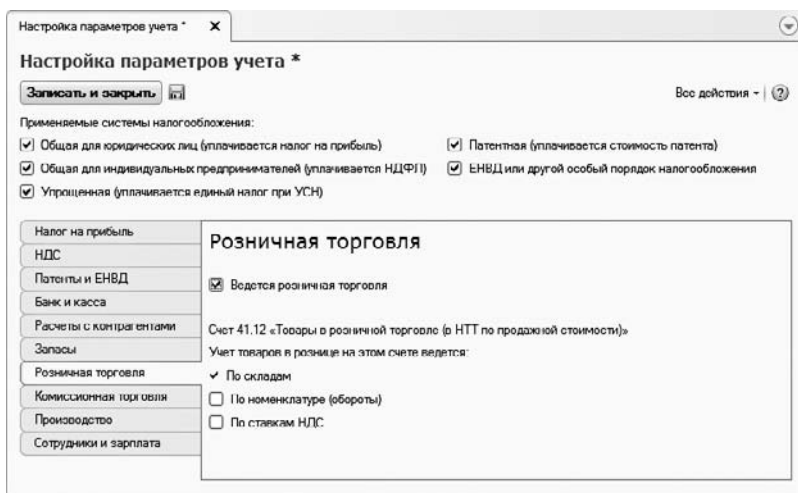 Настройка параметров учета *
Настройка параметров учета *
Записать и закрыть
Все действия
Применяемые системы налогообложения:
Общая для юридических лиц (уплачивается налог на прибыль)
Патентная (уплачивается стоимость патента)
Общая для индивидуальных предпринимателей (уплачивается НДФЛ)
ЕНВД или другой особый порядок налогообложения
Упрощенная (уплачивается единый налог при УСН)
Налог на прибыль
НДС
Патенты и ЕНВД
Банк и касса
Расчеты с контрагентами
Запасы
Розничная торговля
Комиссионная торговля
Производство
Сотрудники и зарплата
Розничная торговля
Ведется розничная торговля
Счет 41.12 «Товары в розничной торговле (в НТТ по продажной стоимости)»
Учет товаров в рознице на этом счете ведется:
По складам
По номенклатуре (обороты)
По ставкам НДС